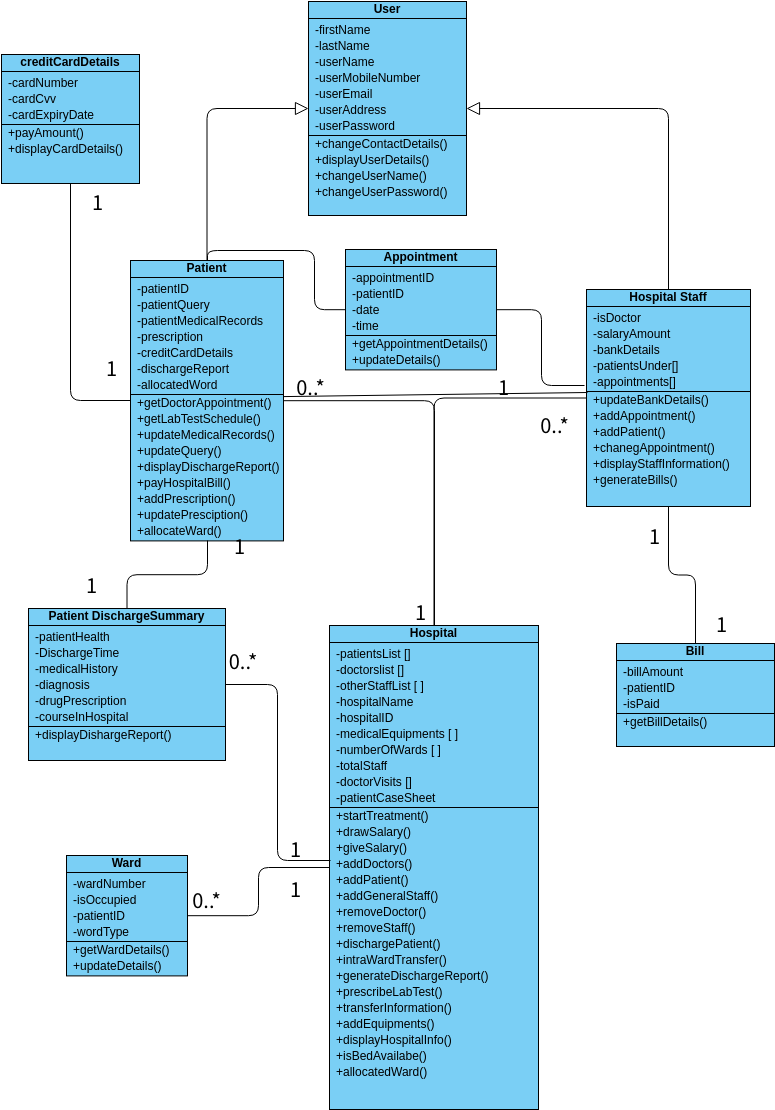 User
-firstName
-lastName
-userName
-userMobileNumber
-userEmail
-userAddress
-userPassword
+changeContactDetails()
+displayUserDetails()
+changeUserName()
+changeUserPassword()
creditCardDetails
-cardNumber
-cardCvv
-cardExpiryDate
+payAmount()
+displayCardDetails()
1
1
Patient
-patientID
-patientQuery
-patientMedicalRecords
-prescription
-creditCardDetails
-dischargeReport
-allocatedWord
+getDoctorAppointment()
+getLabTestSchedule()
+updateMedicalRecords()
+updateQuery()
+displayDischargeReport()
+payHospitalBill()
+addPrescription()
+updatePresciption()
+allocateWard()
Appointment
-appointmentID
-patientID
-date
-time
+getAppointmentDetails()
+updateDetails()
Hospital Staff
-isDoctor
-salaryAmount
-bankDetails
-patientsUnder[]
-appointments[]
+updateBankDetails()
+addAppointment()
+addPatient()
+chanegAppointment()
+displayStaffInformation()
+generateBills()
0..*
1
0..*
1
1
1
1
1
Patient DischargeSummary
-patientHealth
-DischargeTime
-medicalHistory
-diagnosis
-drugPrescription
-courseInHospital
+displayDishargeReport()
0..*
1
Hospital
-patientsList []
-doctorslist []
-otherStaffList [ ]
-hospitalName
-hospitalID
-medicalEquipments [ ]
-numberOfWards [ ]
-totalStaff
-doctorVisits []
-patientCaseSheet
+startTreatment()
+drawSalary()
+giveSalary()
+addDoctors()
+addPatient()
+addGeneralStaff()
+removeDoctor()
+removeStaff()
+dischargePatient()
+intraWardTransfer()
+generateDischargeReport()
+prescribeLabTest()
+transferInformation()
+addEquipments()
+displayHospitalInfo()
+isBedAvailabe()
+allocatedWard()
Bill
-billAmount
-patientID
-isPaid
+getBillDetails()
Ward
-wardNumber
-isOccupied
-patientID
-wordType
+getWardDetails()
+updateDetails()
0..*
1